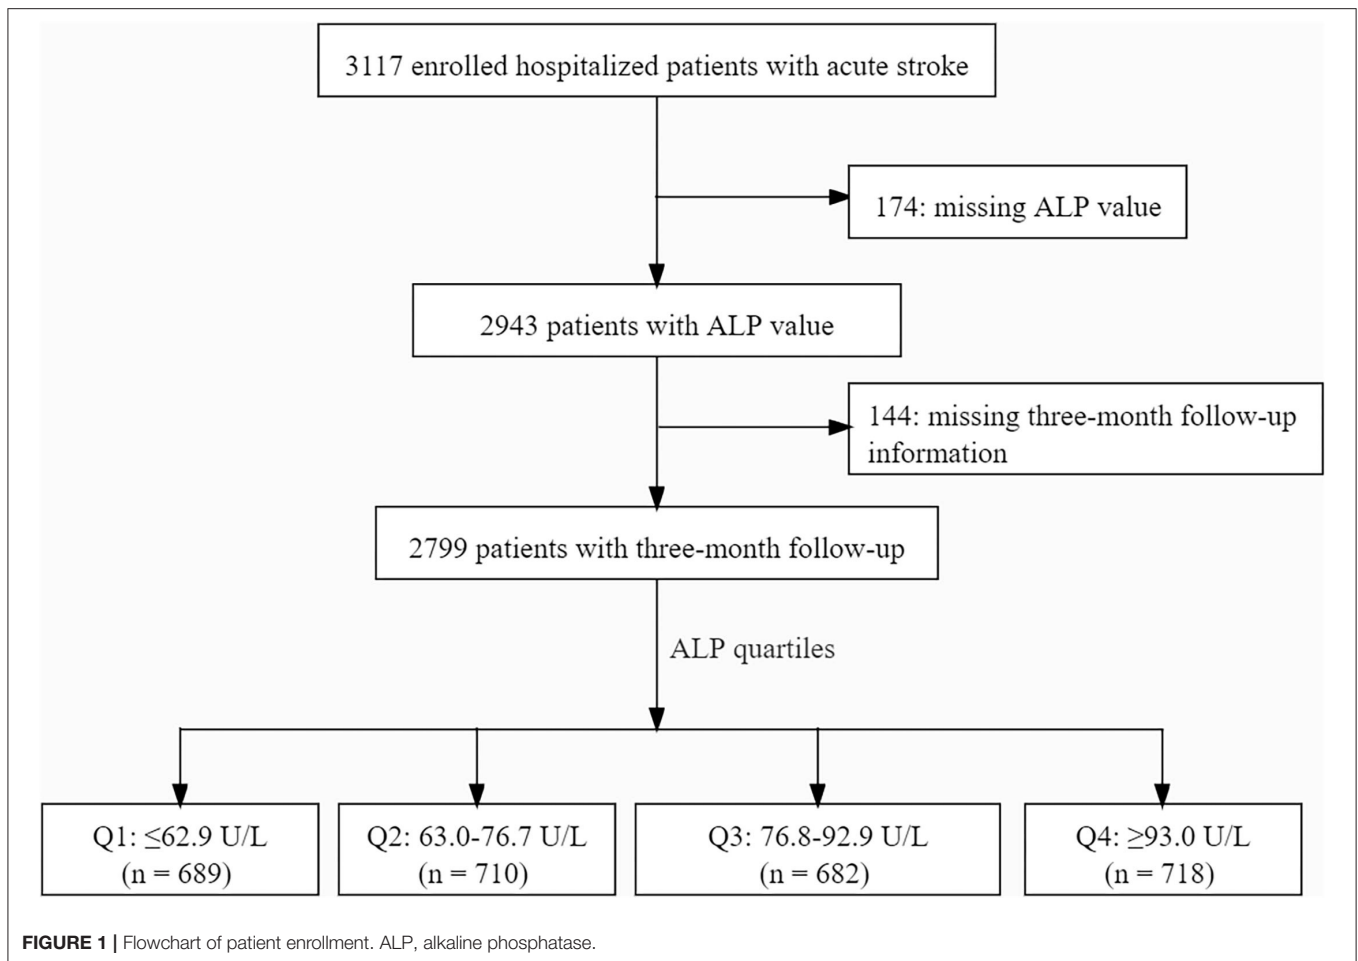 3117 enrolled hospitalized patients with acute stroke
174: missing ALP value
2943 patients with ALP value
144: missing three-month follow-up
information
2799 patients with three-month follow-up
ALP quartiles
Q1: ≤62.9 U/L
(n = 689)
Q2: 63.0-76.7 U/L
(n = 710)
Q3: 76.8-92.9 U/L
(n = 682)
Q4: ≥93.0 U/L
(n = 718)
FIGURE 1 | Flowchart of patient enrollment. ALP, alkaline phosphatase.